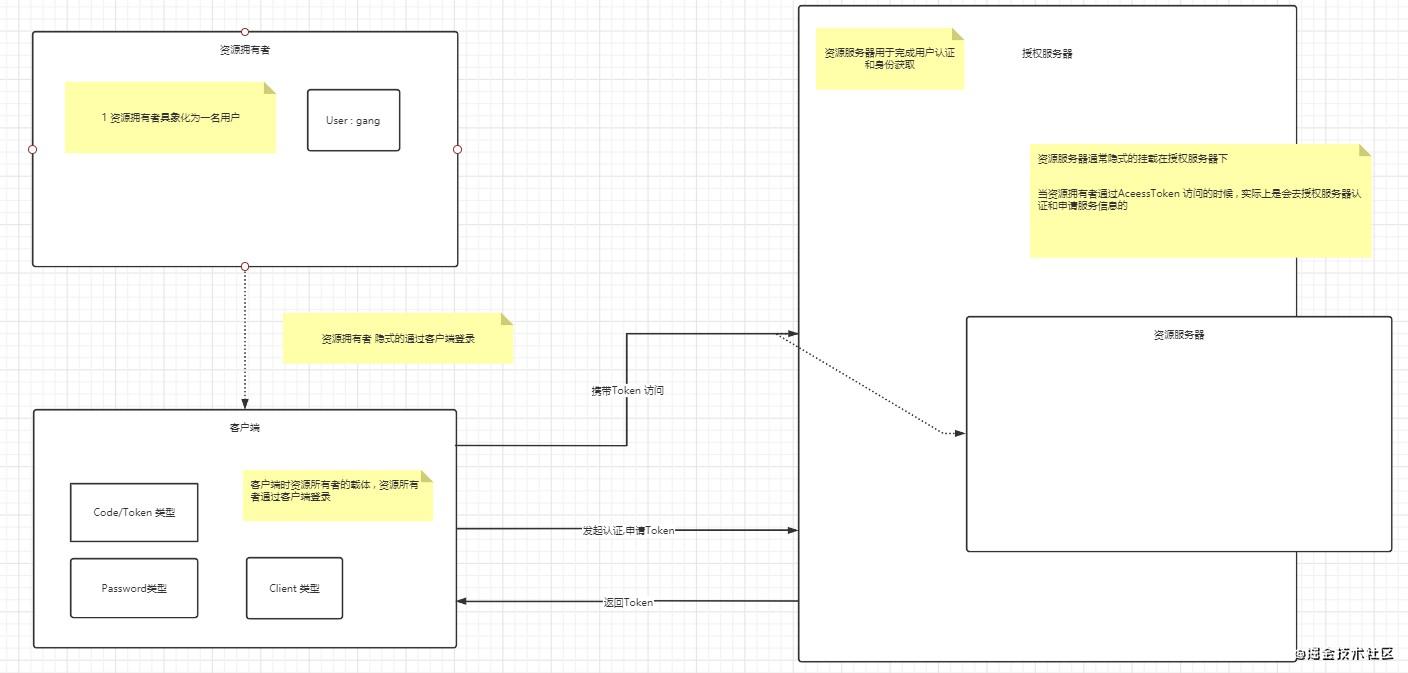 资源拥有者
1 资源拥有者具象化为一名用户
User : gang
资源拥有者 隐式的通过客户端登录
客户端
Code/Token 类型
客户端时资源所有者的载体 , 资源所有
者通过客户端登录
Password类型
Client 类型
携带Token 访问
发起认证,申请Token
返回Token
资源服务器用于完成用户认证
和身份获取
授权服务器
资源服务器通常隐式的挂载在授权服务器下
当资源拥有者通过AceessToken 访问的时候 , 实际上是会去授权服务器认
证和申请服务信息的
资源服务器
@掘金技术社区